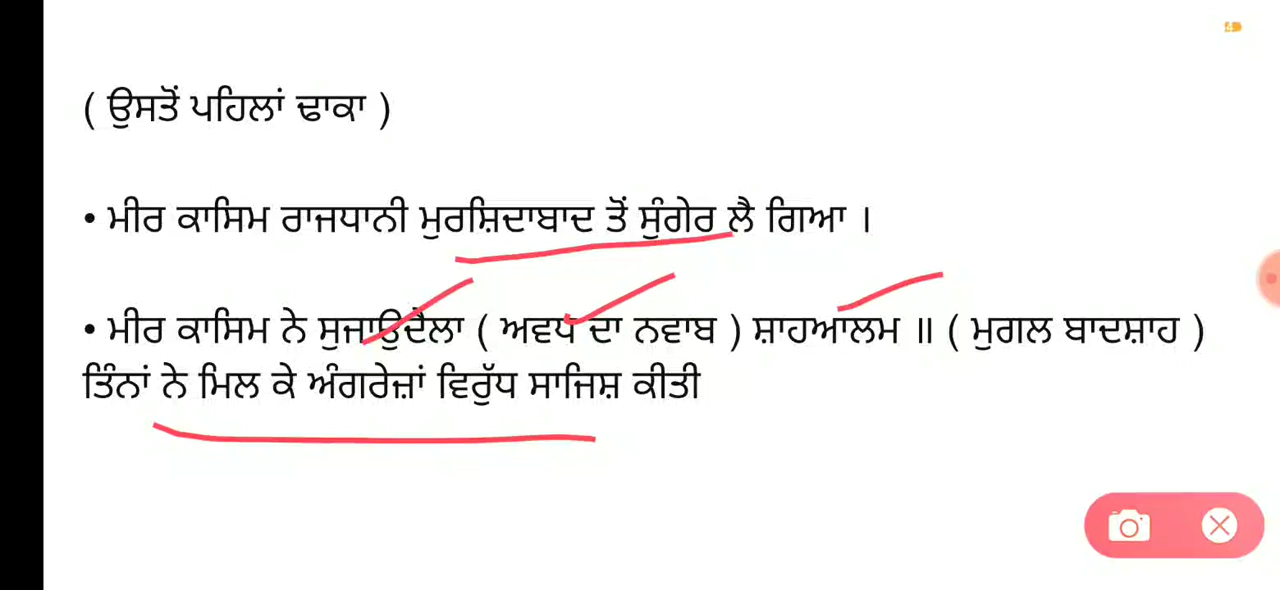 ( ਉਸਤੋਂ ਪਹਿਲਾਂ ਢਾਕਾ )
• ਮੀਰ ਕਾਸਿਮ ਰਾਜਧਾਨੀ ਮੁਰਸ਼ਿਦਾਬਾਦ ਤੋਂ ਸੁੰਗੇਰ ਲੈ ਗਿਆ ।
• ਮੀਰ ਕਾਸਿਮ ਨੇ ਸੁਜਾਉਦੈਲਾ ( ਅਵਧ ਦਾ ਨਵਾਬ ) ਸ਼ਾਹਆਲਮ ॥ ( ਮੁਗਲ ਬਾਦਸ਼ਾਹ )
ਤਿੰਨਾਂ ਨੇ ਮਿਲ ਕੇ ਅੰਗਰੇਜ਼ਾਂ ਵਿਰੁੱਧ ਸਾਜਿਸ਼ ਕੀਤੀ